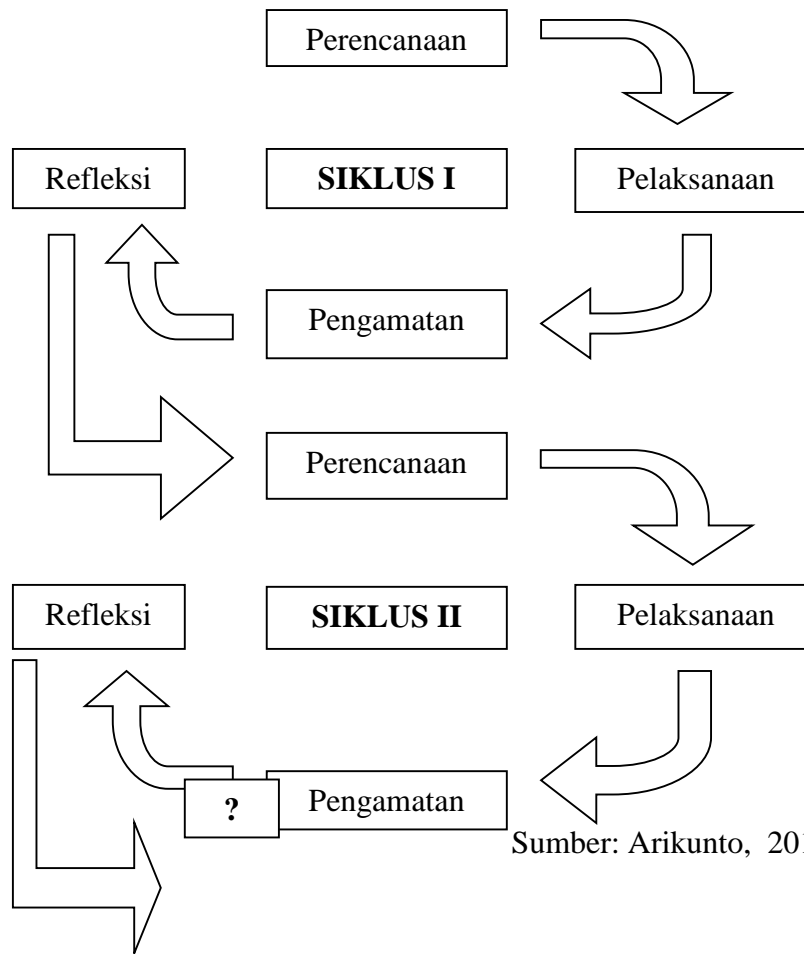 Perencanaan
Refleksi
SIKLUS I
Pelaksanaan
Pengamatan
Perencanaan
Refleksi
SIKLUS II
Pelaksanaan
?
Pengamatan
Sumber: Arikunto,